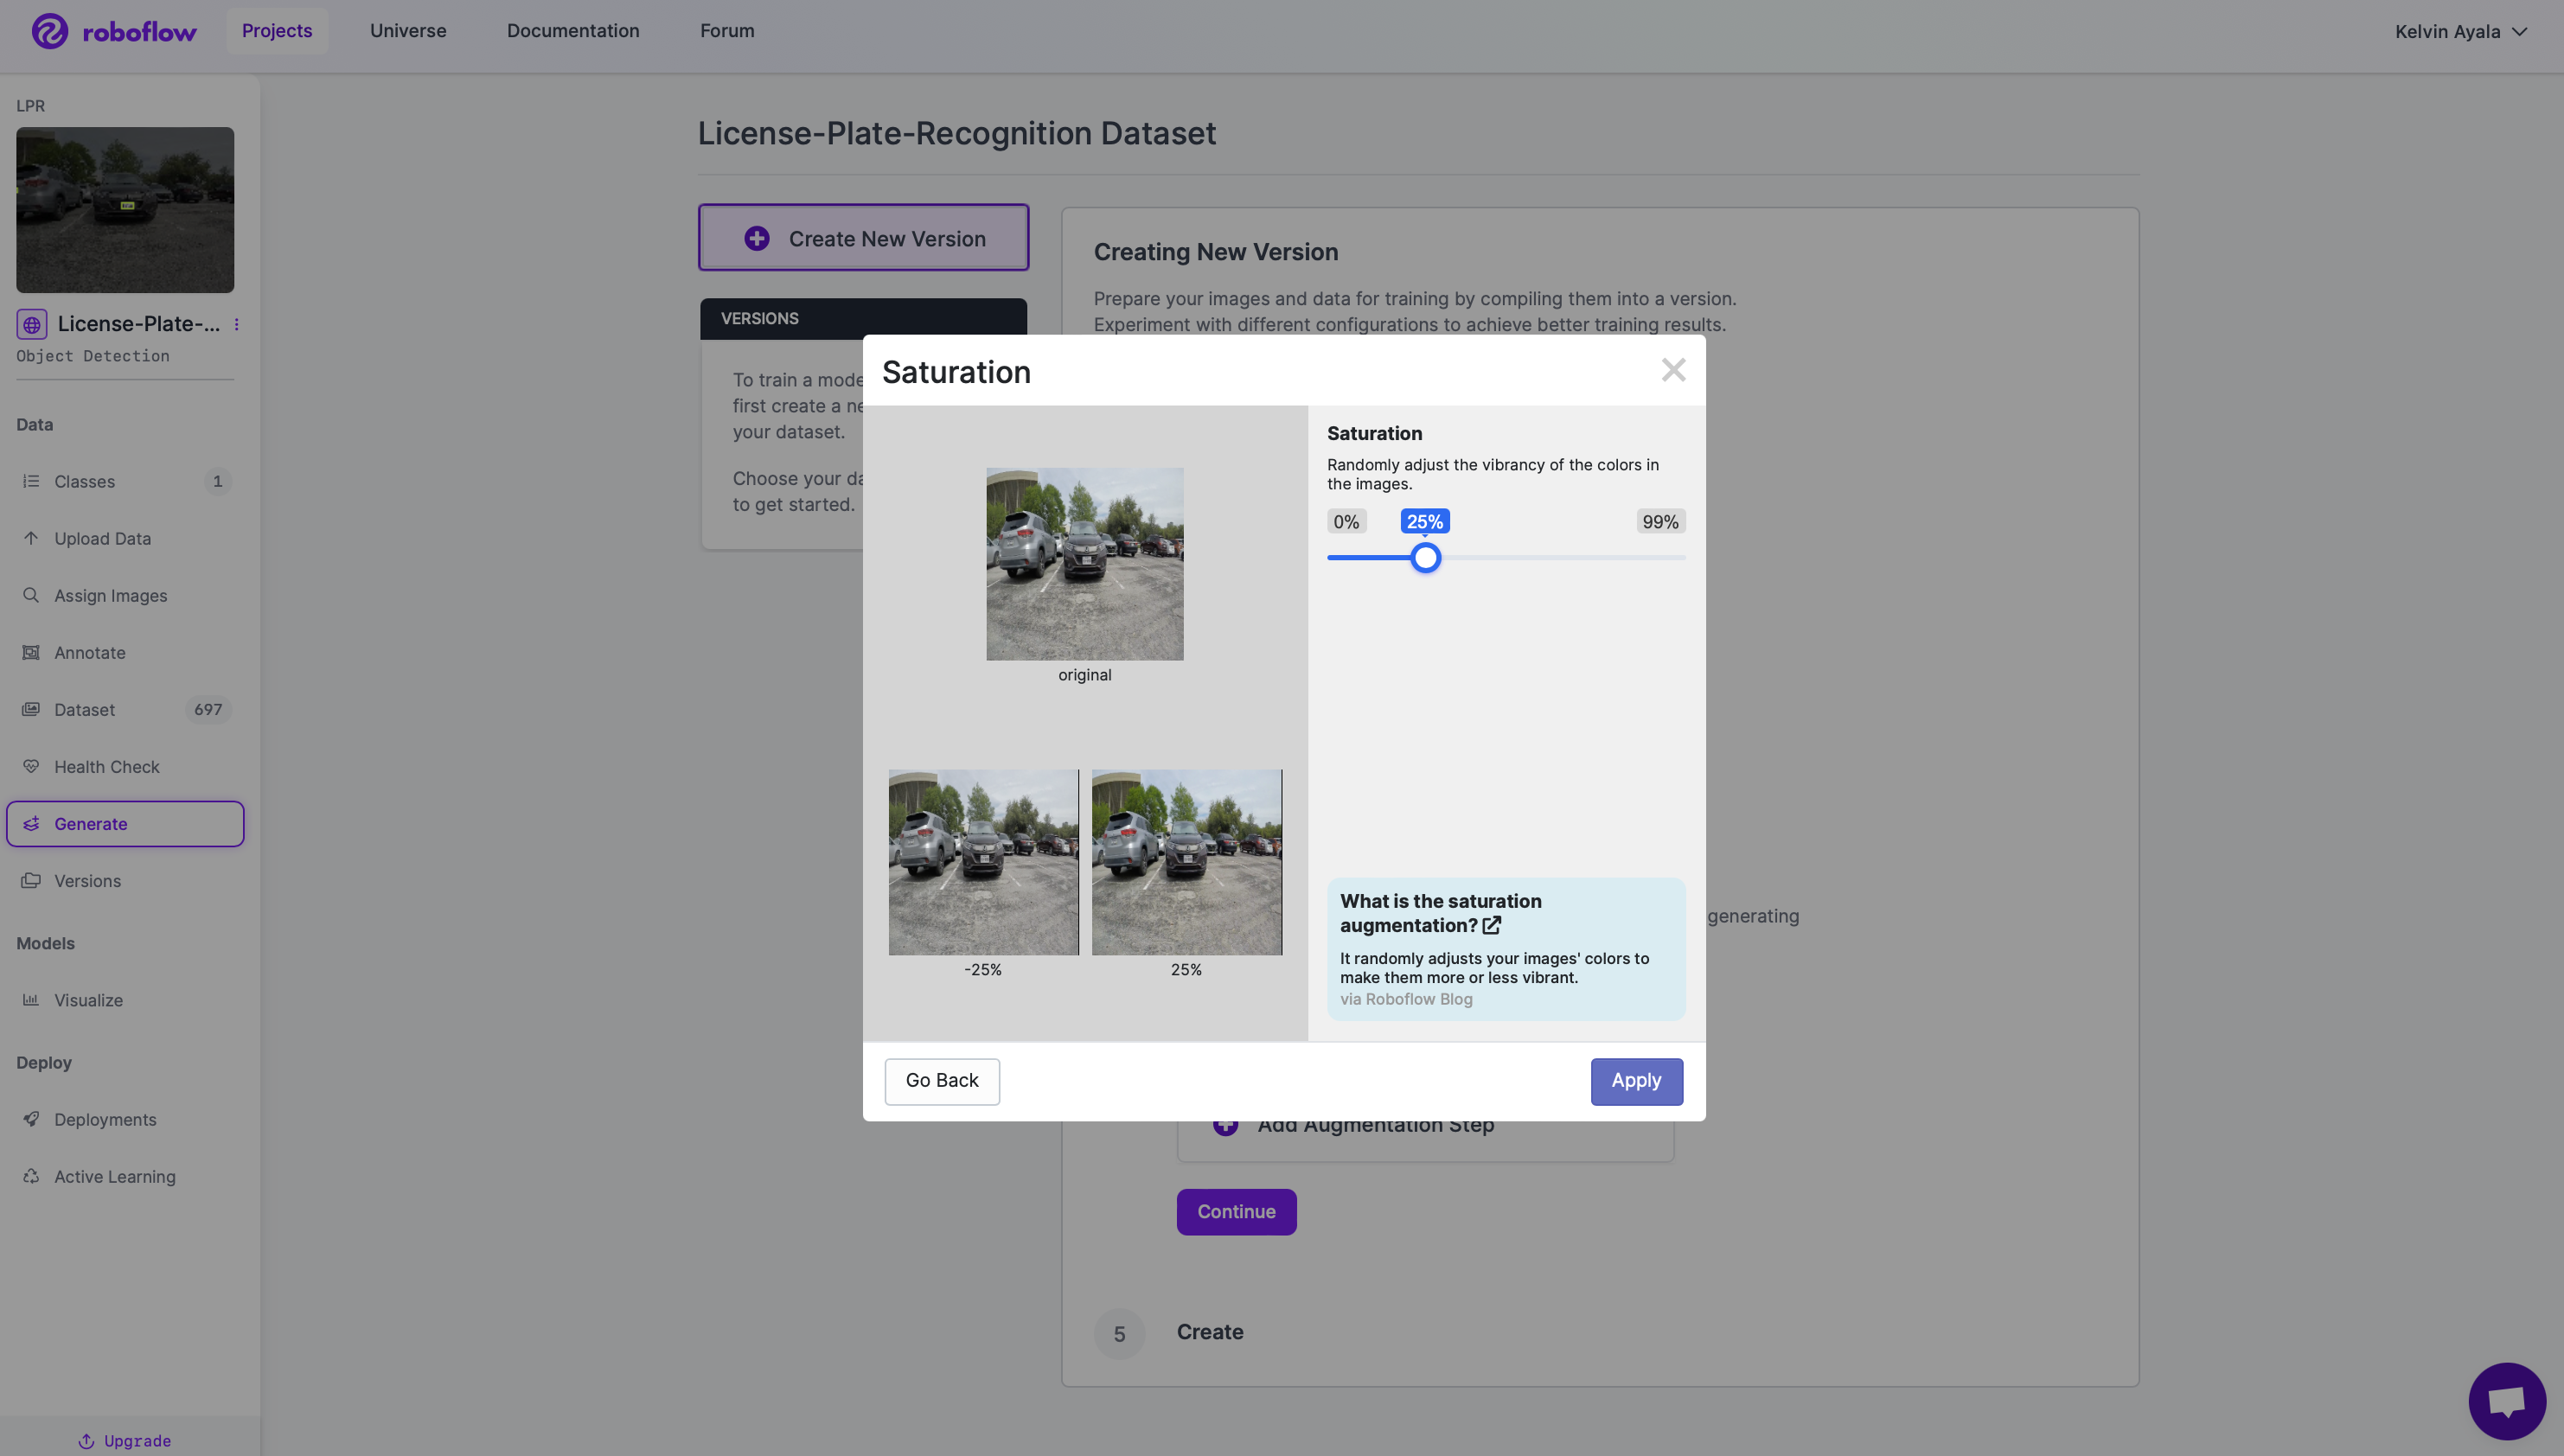 roboflow
Projects
Universe
Documentation
Forum
Kelvin Ayala
LPR
License-Plate-...
Object Detection
Data
Classes
1
Upload Data
Assign Images
Annotate
Dataset
697
Health Check
Generate
Versions
Models
Visualize
Deploy
Deployments
Active Learning
Upgrade
License-Plate-Recognition Dataset
Create New Version
VERSIONS
To train a mode
first create a ne
your dataset.
Choose your da
to get started.
Creating New Version
Prepare your images and data for training by compiling them into a version.
Experiment with different configurations to achieve better training results.
Saturation
original
-25%
25%
Saturation
Randomly adjust the vibrancy of the colors in
the images.
0%
25%
99%
What is the saturation
augmentation?
It randomly adjusts your images' colors to
make them more or less vibrant.
via Roboflow Blog
Go Back
Apply
generating
Add Augmentation Step
Continue
5
Create